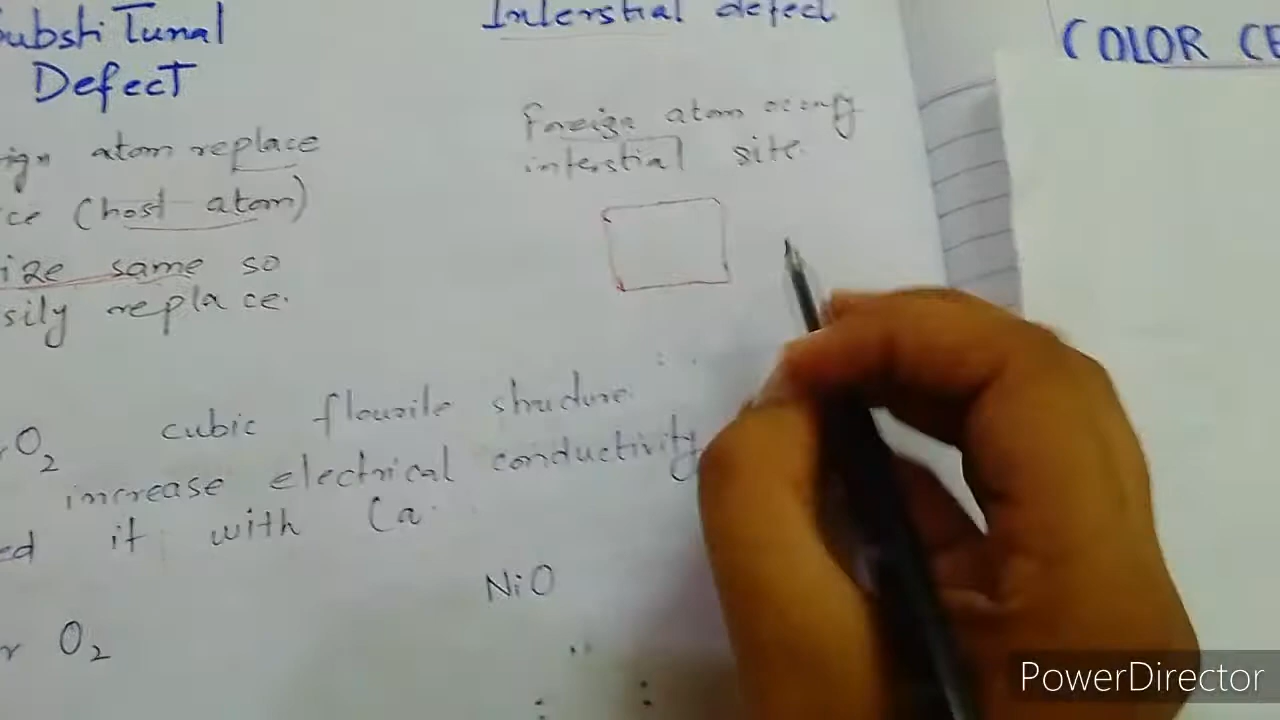 SubstiTunal
Defect
ign atom replace
ce (host atom)
ize same so
sily replace.
Interstial defect
Foreign atom occupy
interstial site.
COLOR CE
rO2 cubic flourite structure
increase electrical conductivity
ed it with Ca
NiO
r O2
PowerDirector